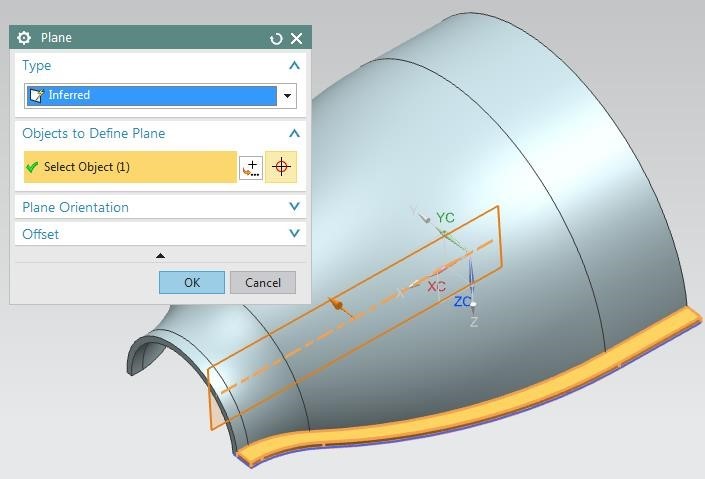 Plane
Type
Inferred
Objects to Define Plane
Select Object (1)
Plane Orientation
Offset
OK
Cancel
Y
YC
X
XC
ZC
Z